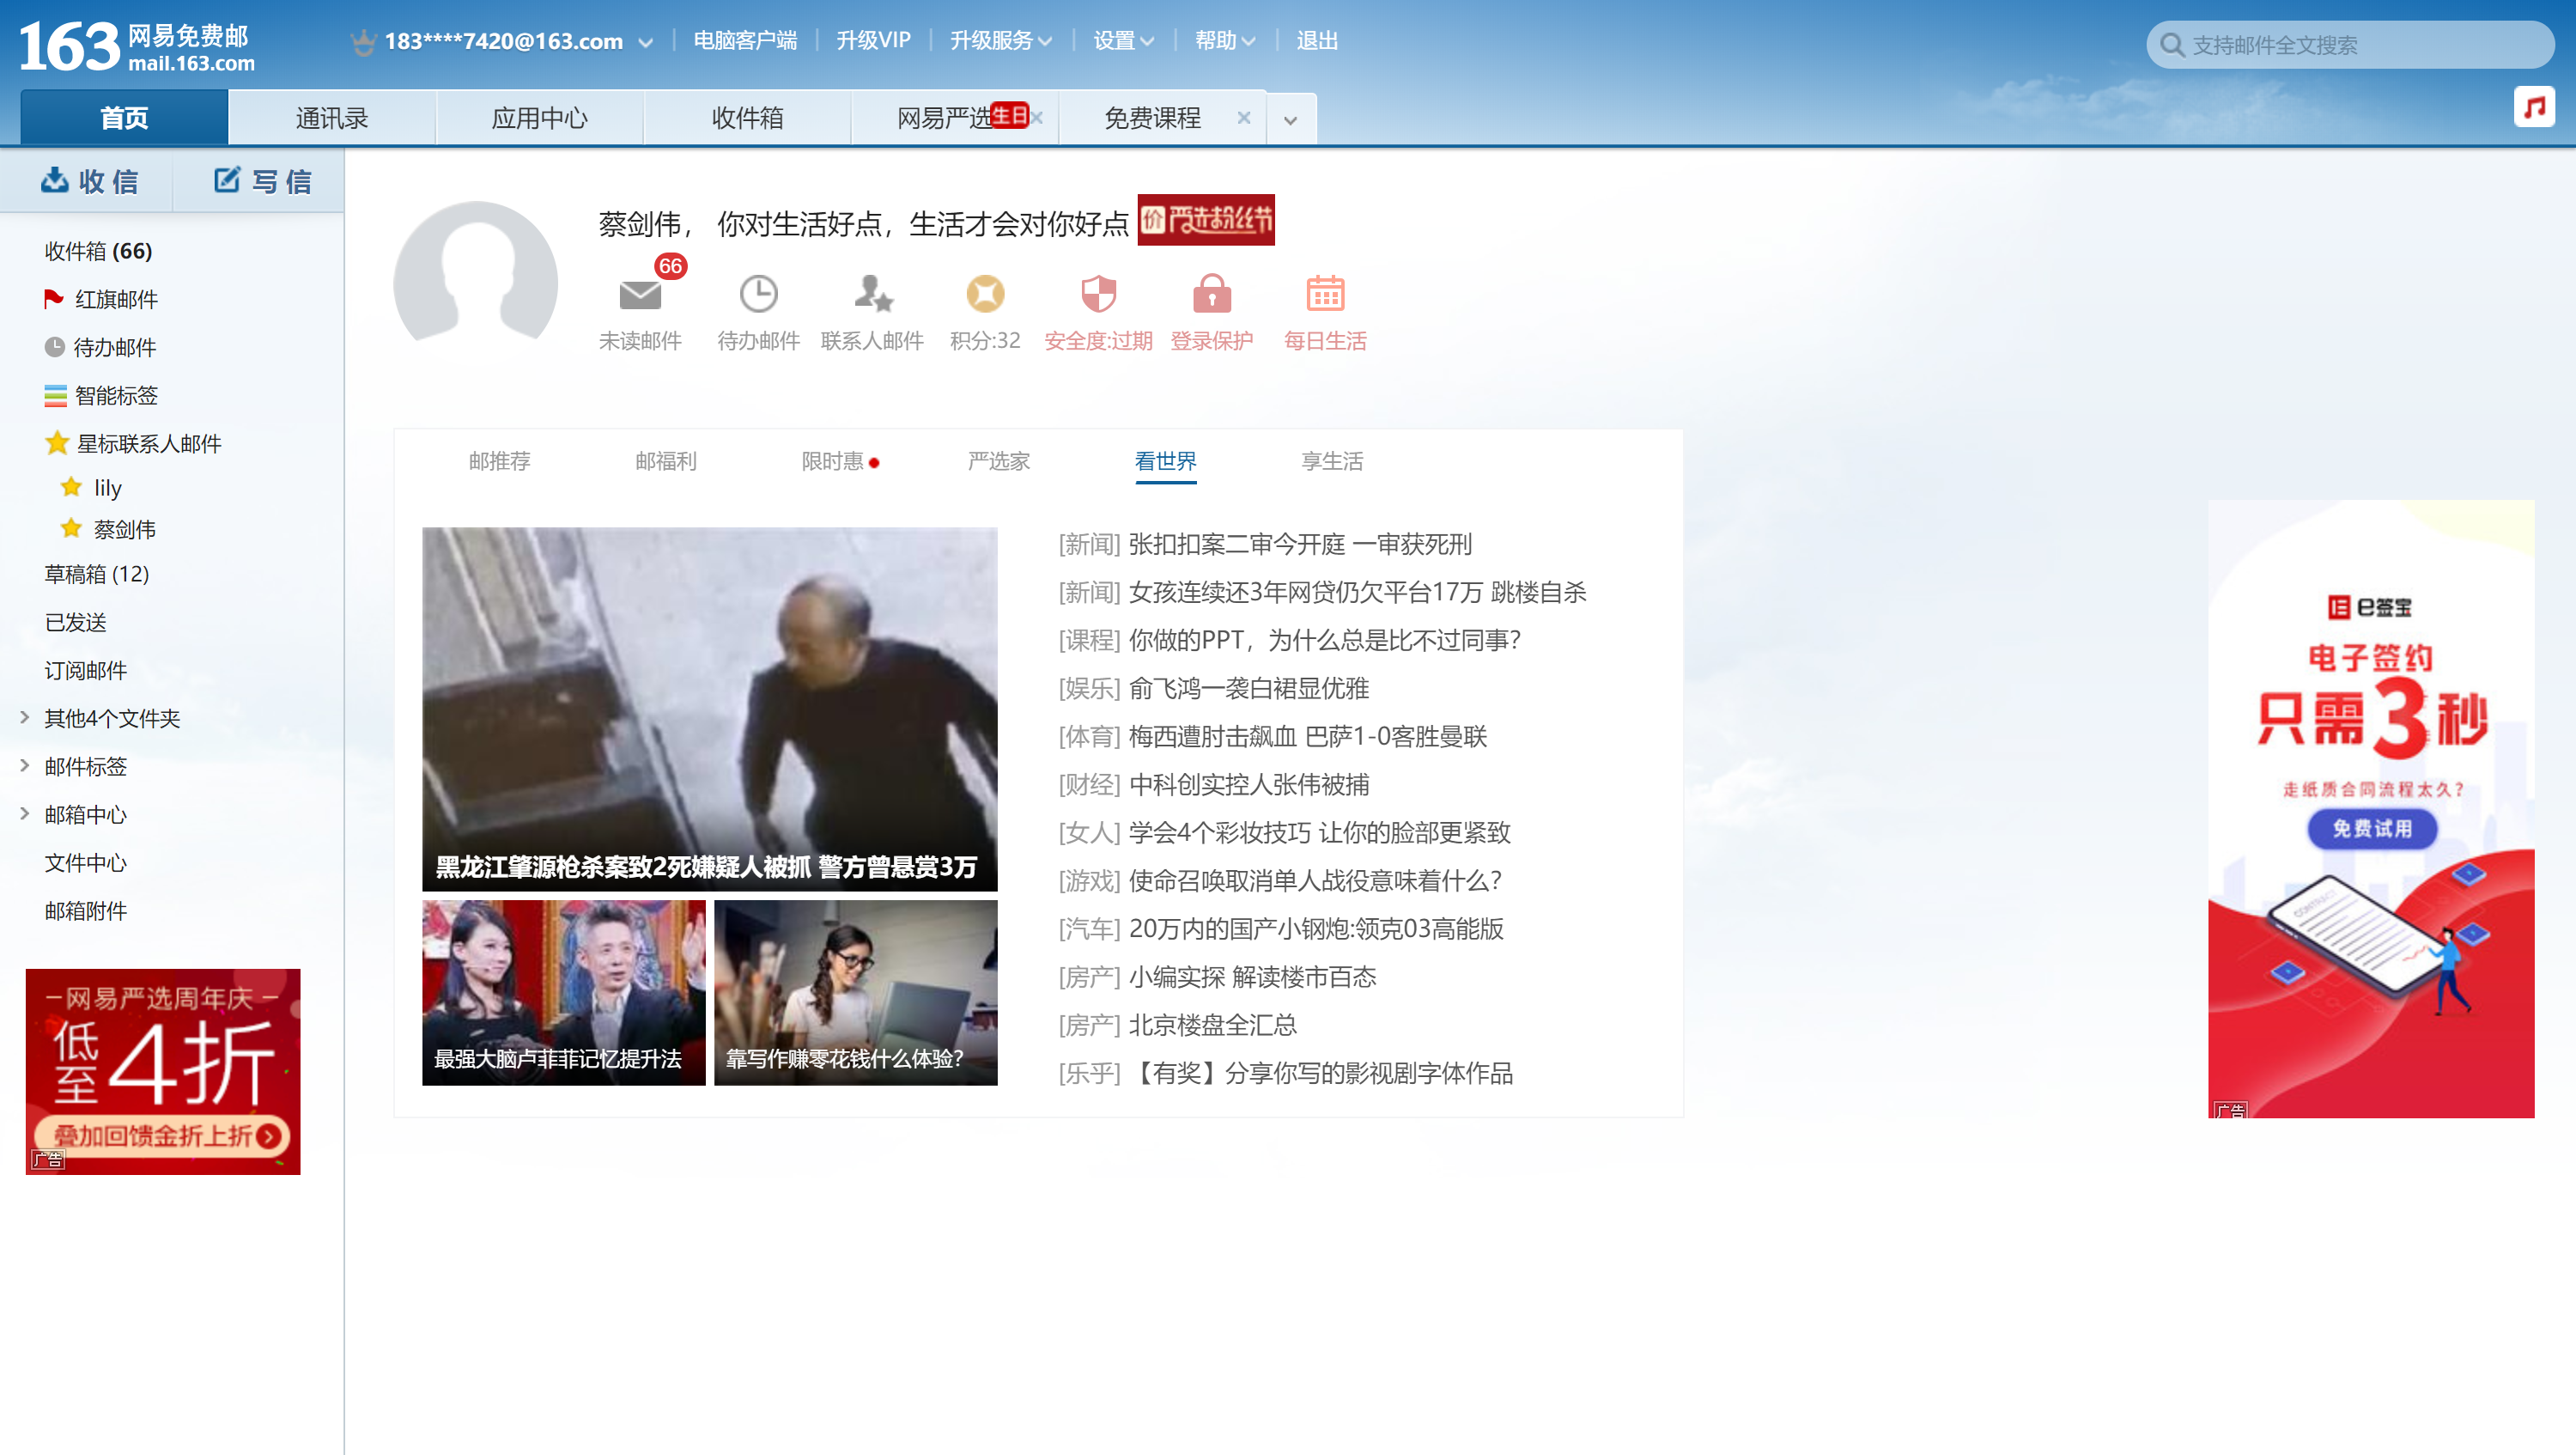 163 网易免费邮
mail.163.com
183****7420@163.com
电脑客户端
升级VIP
升级服务
设置
帮助
退出
支持邮件全文搜索
首页
通讯录
应用中心
收件箱
网易严选
生日
免费课程
收信
写信
收件箱 (66)
红旗邮件
待办邮件
智能标签
星标联系人邮件
lily
蔡剑伟
草稿箱 (12)
已发送
订阅邮件
其他4个文件夹
邮件标签
邮箱中心
文件中心
邮箱附件
网易严选周年庆
低至4折
叠加回馈金折上折
广告
蔡剑伟， 你对生活好点，生活才会对你好点
价 严选粉丝节
66
未读邮件
待办邮件
联系人邮件
积分:32
安全度:过期
登录保护
每日生活
邮推荐
邮福利
限时惠
严选家
看世界
享生活
黑龙江肇源枪杀案致2死嫌疑人被抓 警方曾悬赏3万
最强大脑卢菲菲记忆提升法
靠写作赚零花钱什么体验?
[新闻] 张扣扣案二审今开庭 一审获死刑
[新闻] 女孩连续还3年网贷仍欠平台17万 跳楼自杀
[课程] 你做的PPT，为什么总是比不过同事?
[娱乐] 俞飞鸿一袭白裙显优雅
[体育] 梅西遭肘击飙血 巴萨1-0客胜曼联
[财经] 中科创实控人张伟被捕
[女人] 学会4个彩妆技巧 让你的脸部更紧致
[游戏] 使命召唤取消单人战役意味着什么?
[汽车] 20万内的国产小钢炮:领克03高能版
[房产] 小编实探 解读楼市百态
[房产] 北京楼盘全汇总
[乐乎] 【有奖】分享你写的影视剧字体作品
e签宝
电子签约
只需3秒
走纸质合同流程太久?
免费试用
CONTRACT
广告